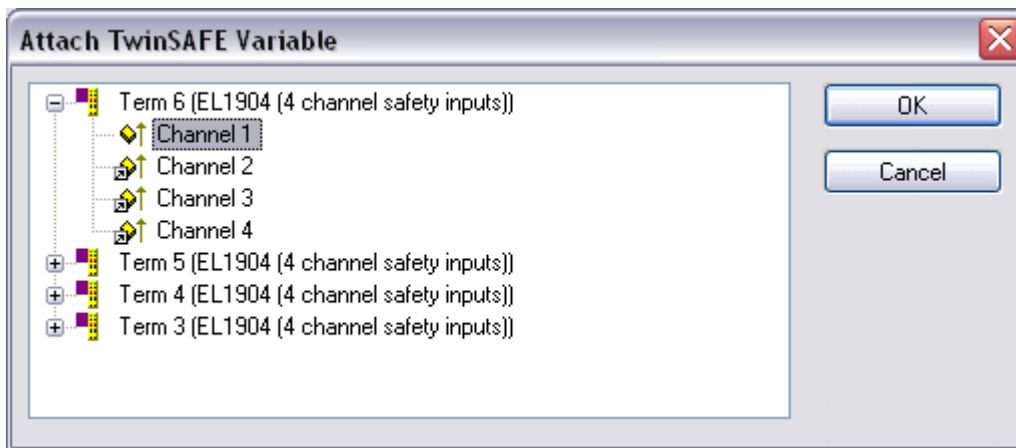 Attach TwinSAFE Variable
Term 6 (EL1904 (4 channel safety inputs))
Channel 1
Channel 2
Channel 3
Channel 4
Term 5 (EL1904 (4 channel safety inputs))
Term 4 (EL1904 (4 channel safety inputs))
Term 3 (EL1904 (4 channel safety inputs))
OK
Cancel